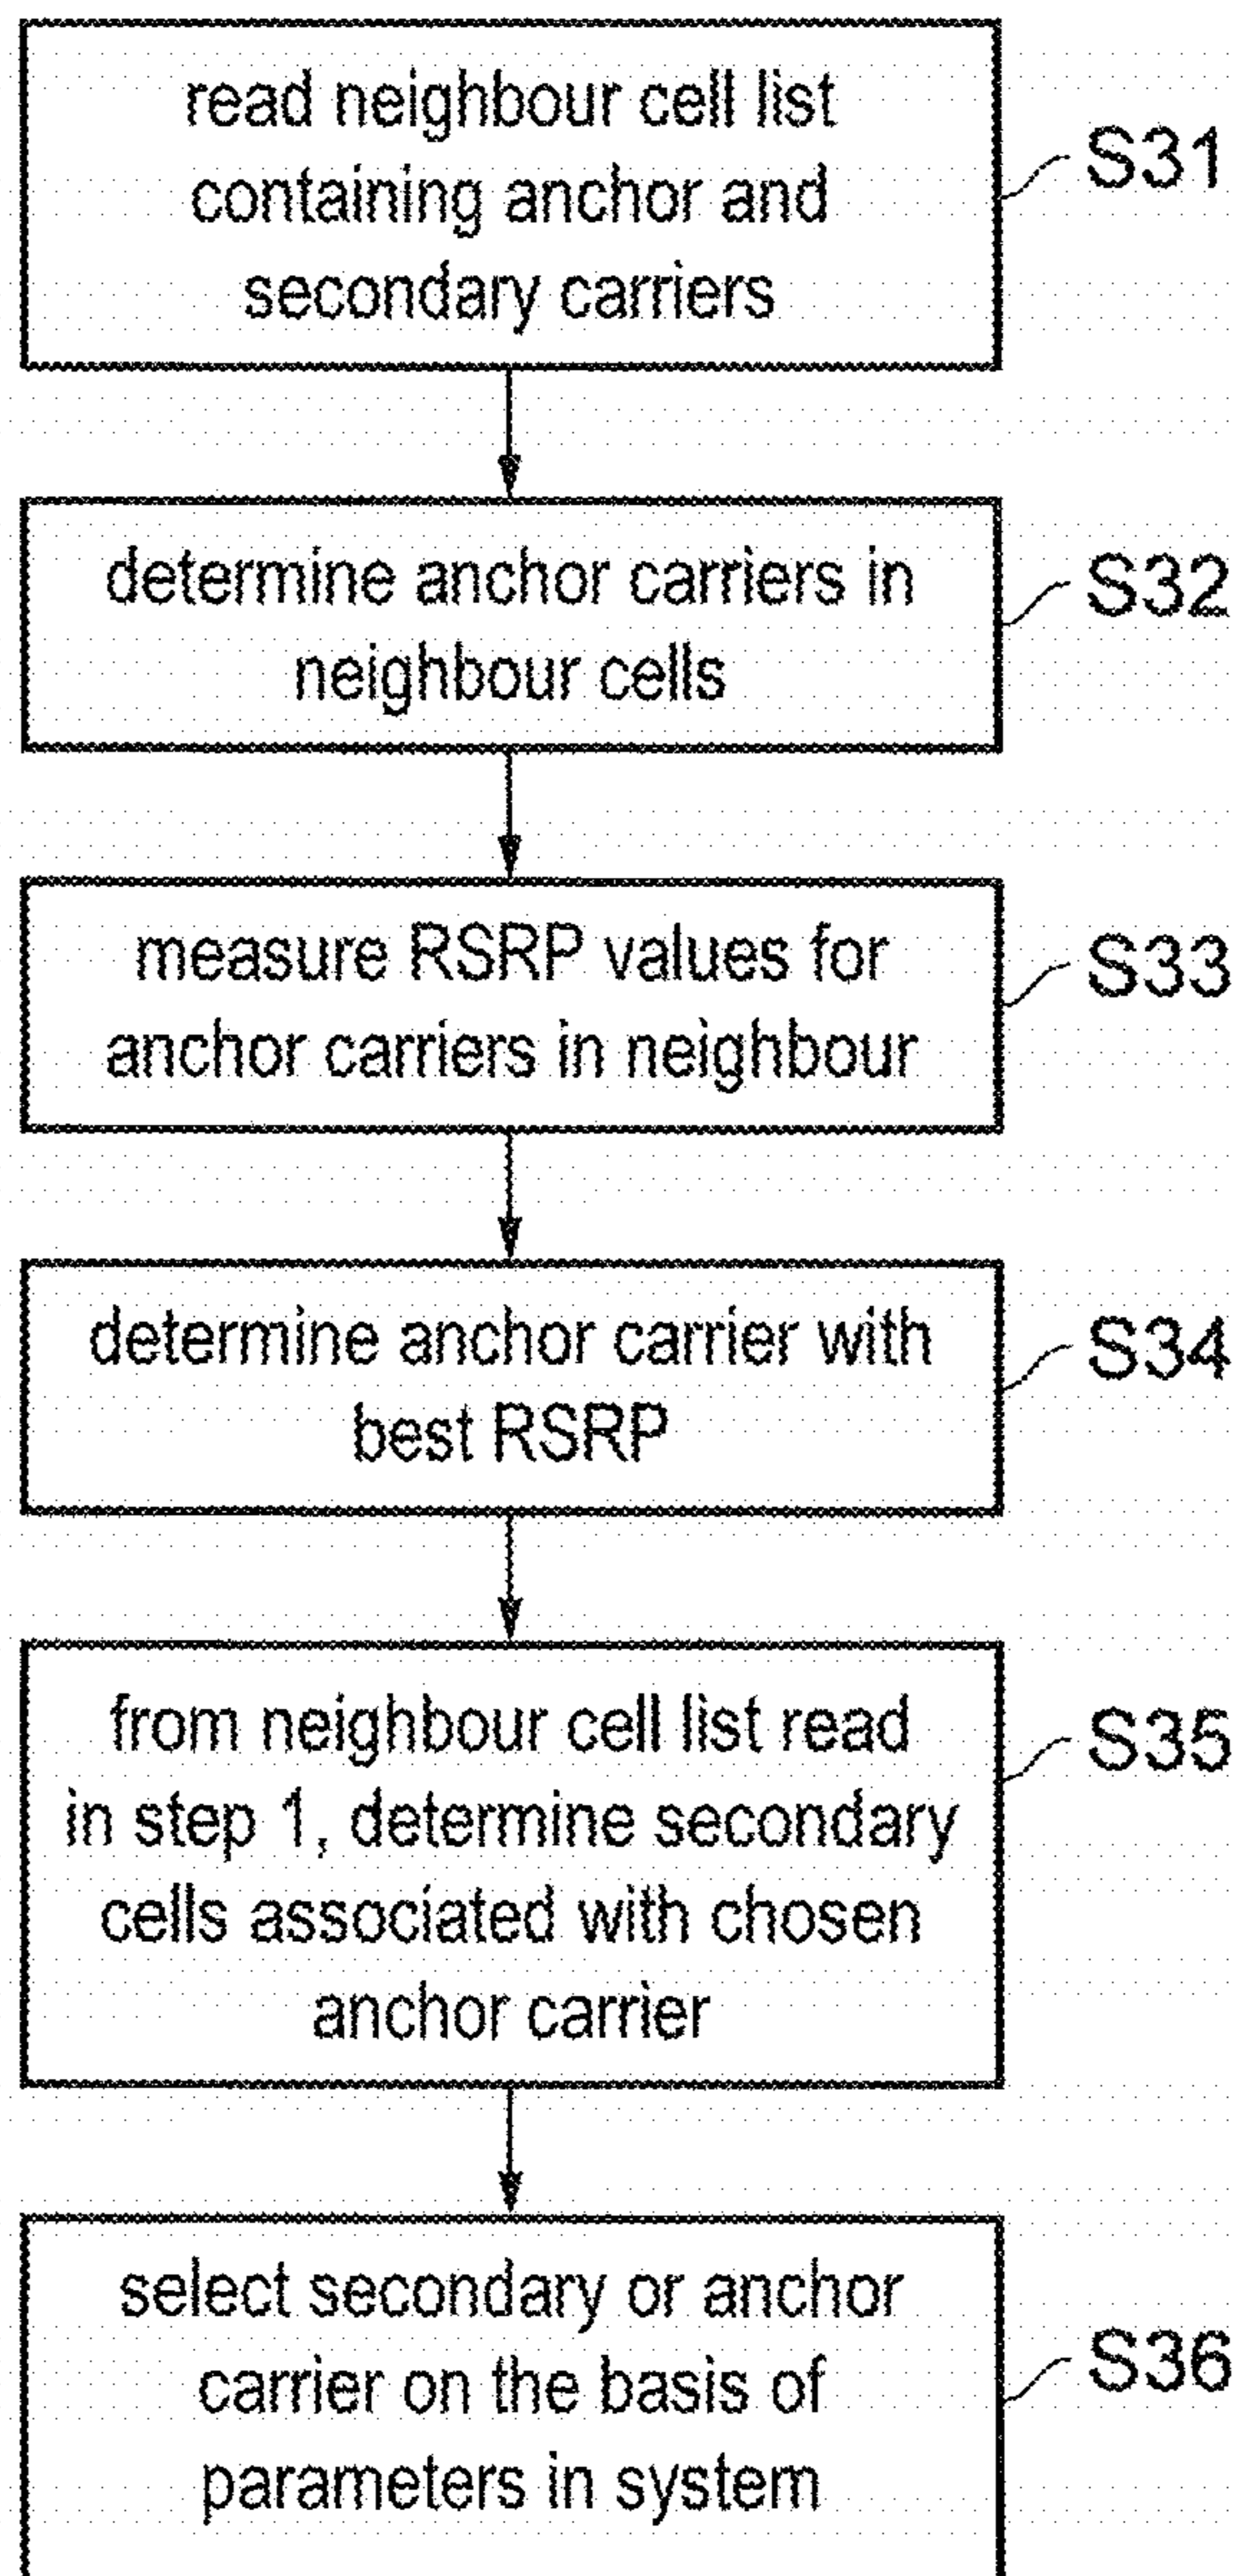 read neighbour cell list
containing anchor and
secondary carriers
S31
determine anchor carriers in
neighbour cells
S32
measure RSRP values for
anchor carriers in neighbour
S33
determine anchor carrier with
best RSRP
S34
from neighbour cell list read
in step 1, determine secondary
cells associated with chosen
anchor carrier
S35
select secondary or anchor
carrier on the basis of
parameters in system
S36